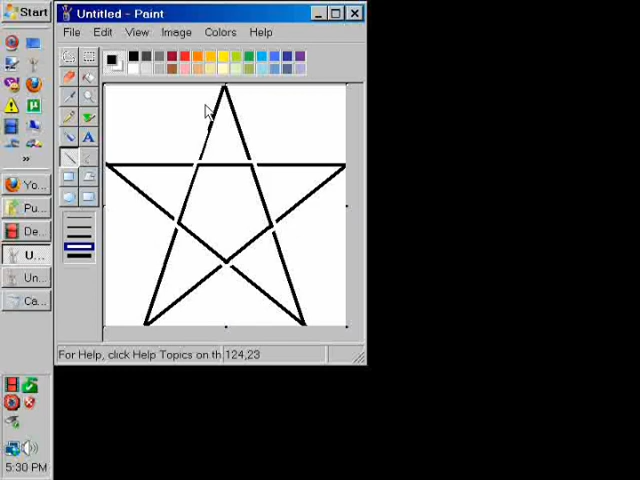 Start
Untitled - Paint
File Edit View Image Colors Help
A
Yo...
Pu...
De...
U...
Un...
Ca...
For Help, click Help Topics on th 124,23
5:30 PM